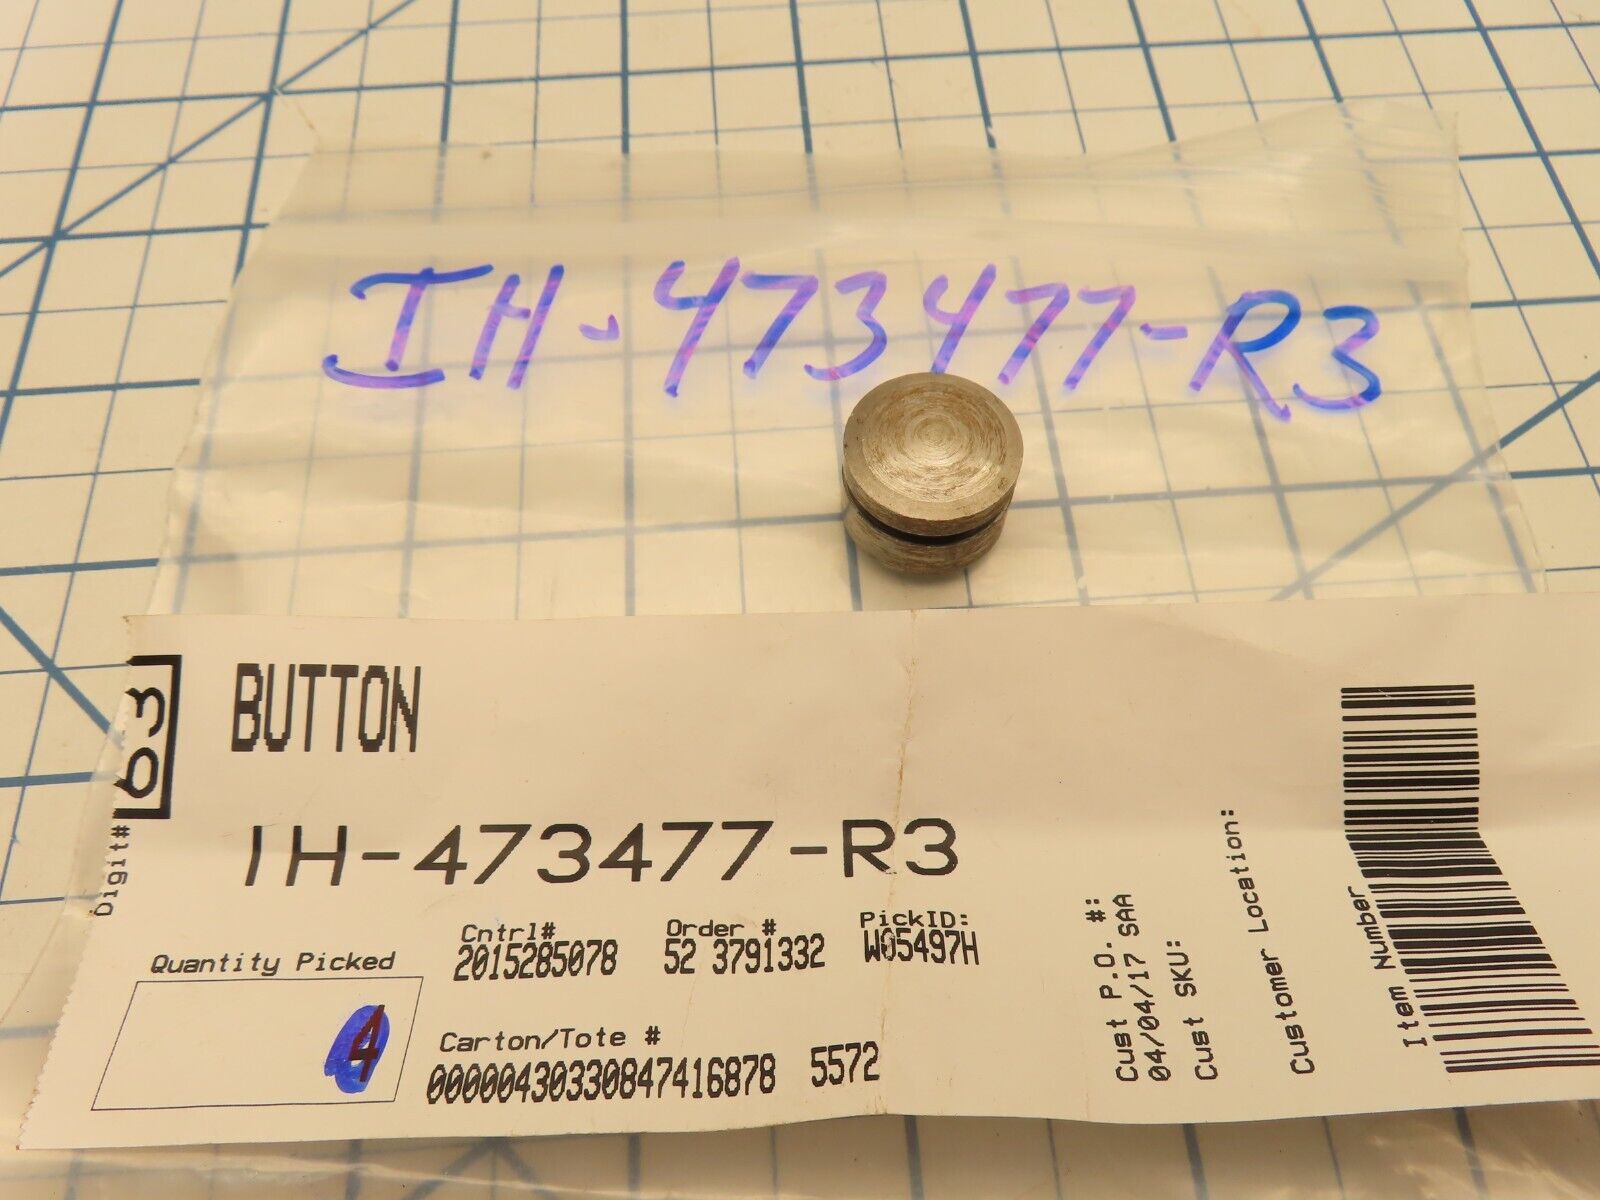 IH-473477-R3
BUTTON
63
Digit#
IH-473477-R3
Quantity Picked
4
Cntrl#
2015285078
Order #
52 3791332
PickID:
W05497H
Carton/Tote #
00000430330847416878 5572
Cust P.O. #:
04/04/17 SAA
Cust SKU:
Customer Location:
Item Number